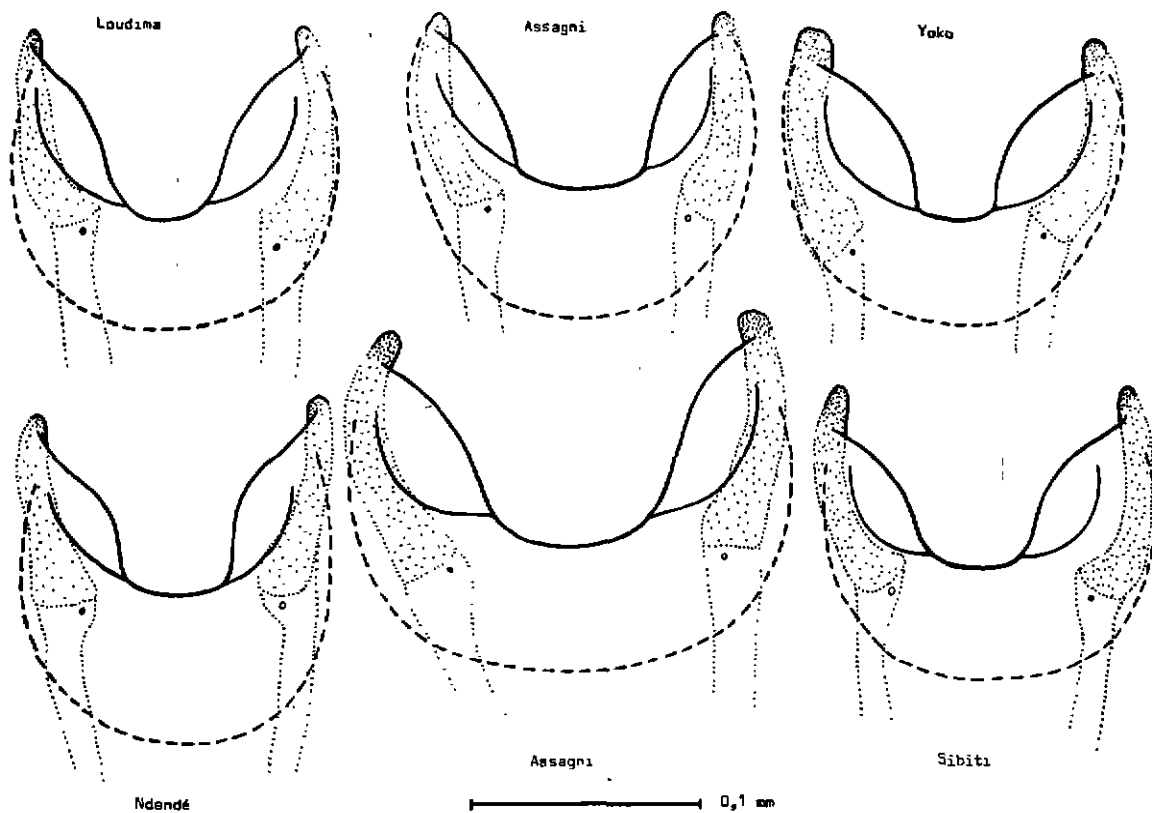 Loudima
Assagni
Yoko
Assagni
Sibiti
Ndendé
0,1 mm